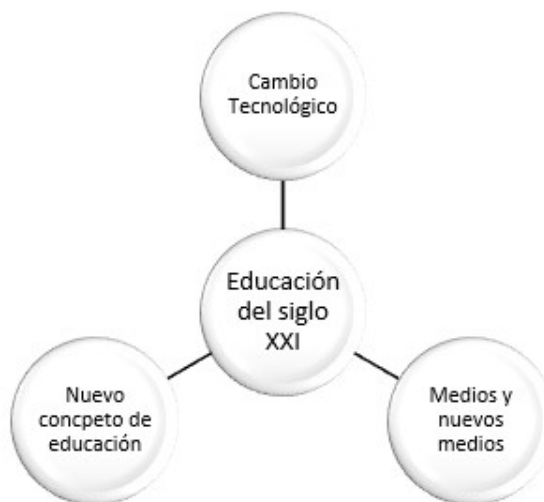 Cambio
Tecnológico
Educación
del siglo
XXI
Nuevo
concpeto de
educación
Medios y
nuevos
medios